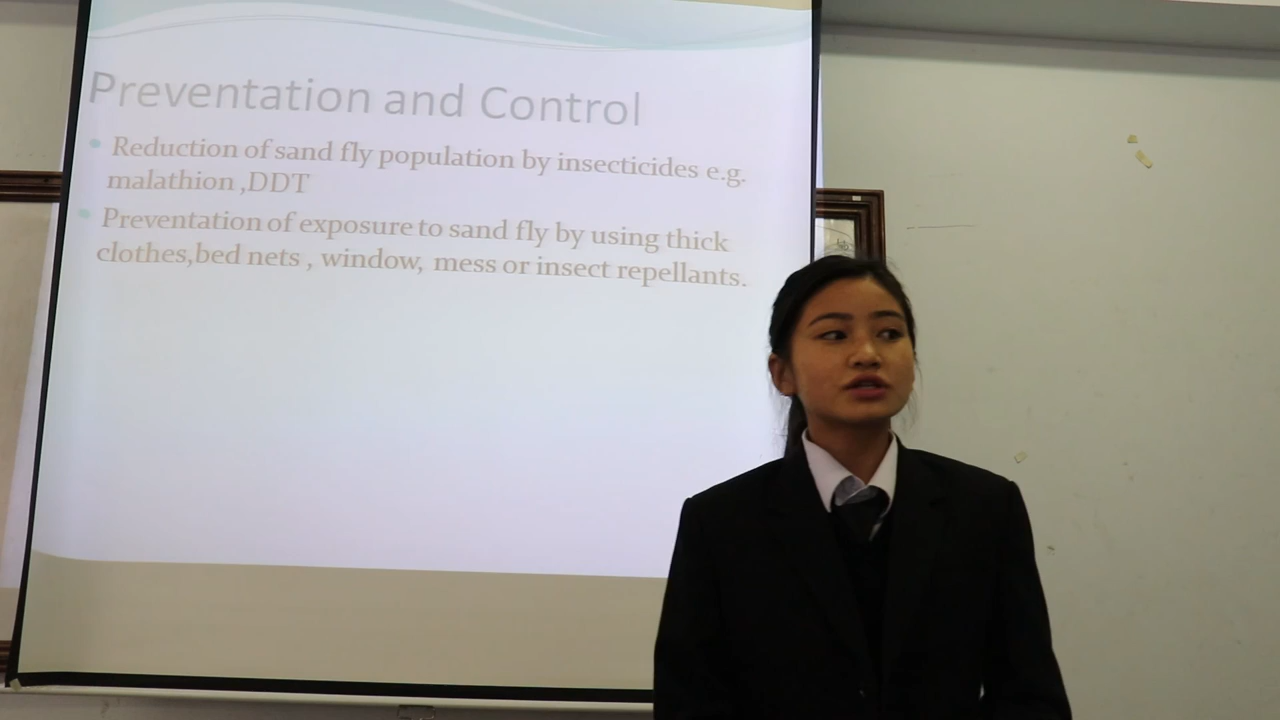 Preventation and Control
Reduction of sand fly population by insecticides e.g.
malathion ,DDT
Preventation of exposure to sand fly by using thick
clothes,bed nets , window, mess or insect repellants.